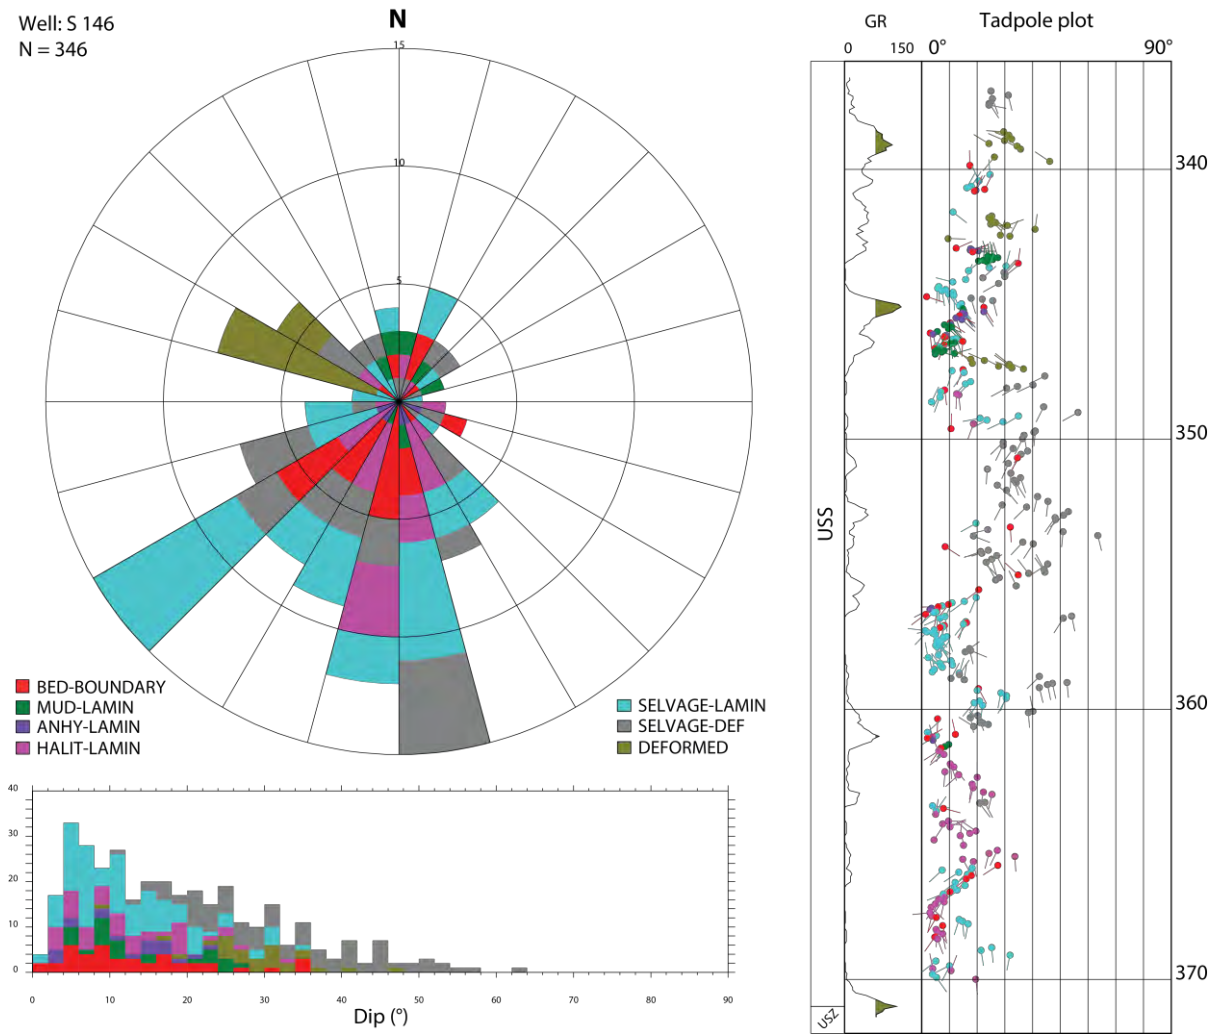 Well: S 146
N = 346
N
15
10
5
BED-BOUNDARY
MUD-LAMIN
ANHY-LAMIN
HALIT-LAMIN
SELVAGE-LAMIN
SELVAGE-DEF
DEFORMED
40
30
20
10
0
0 10 20 30 40 50 60 70 80 90
Dip (°)
GR Tadpole plot
0 150 0° 90°
340
350
360
370
USS
USZ